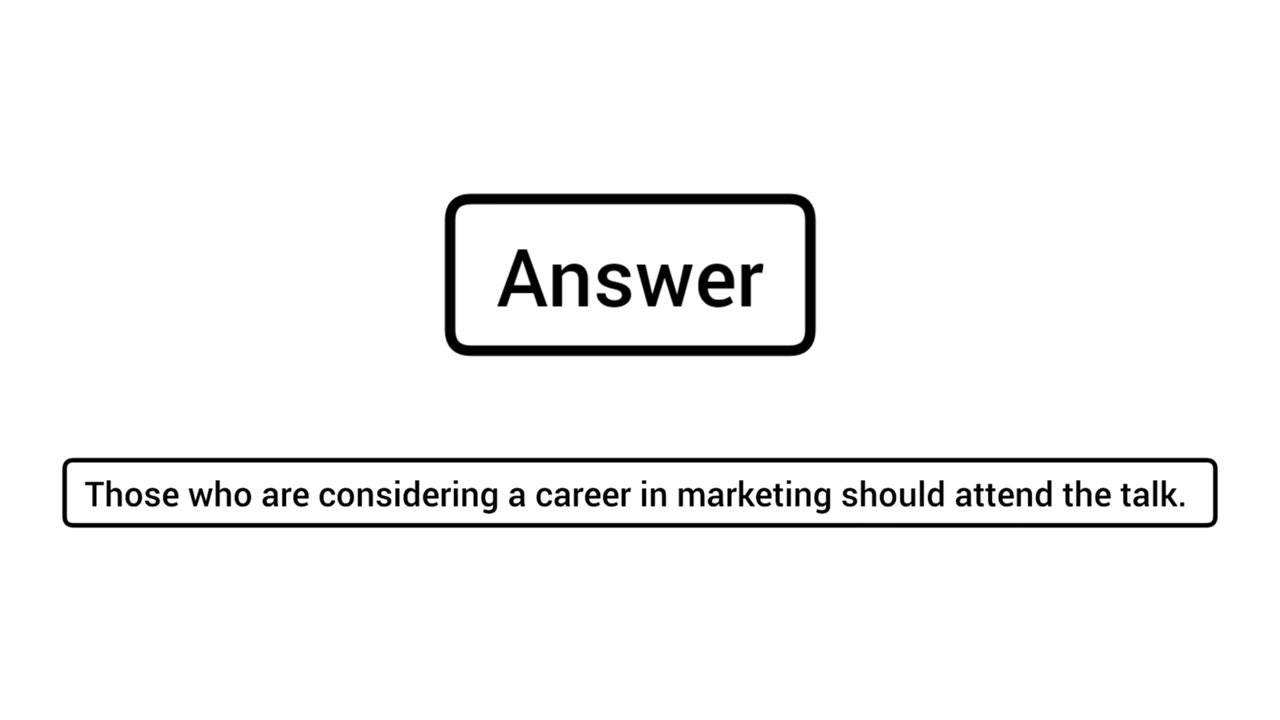 Answer
Those who are considering a career in marketing should attend the talk.